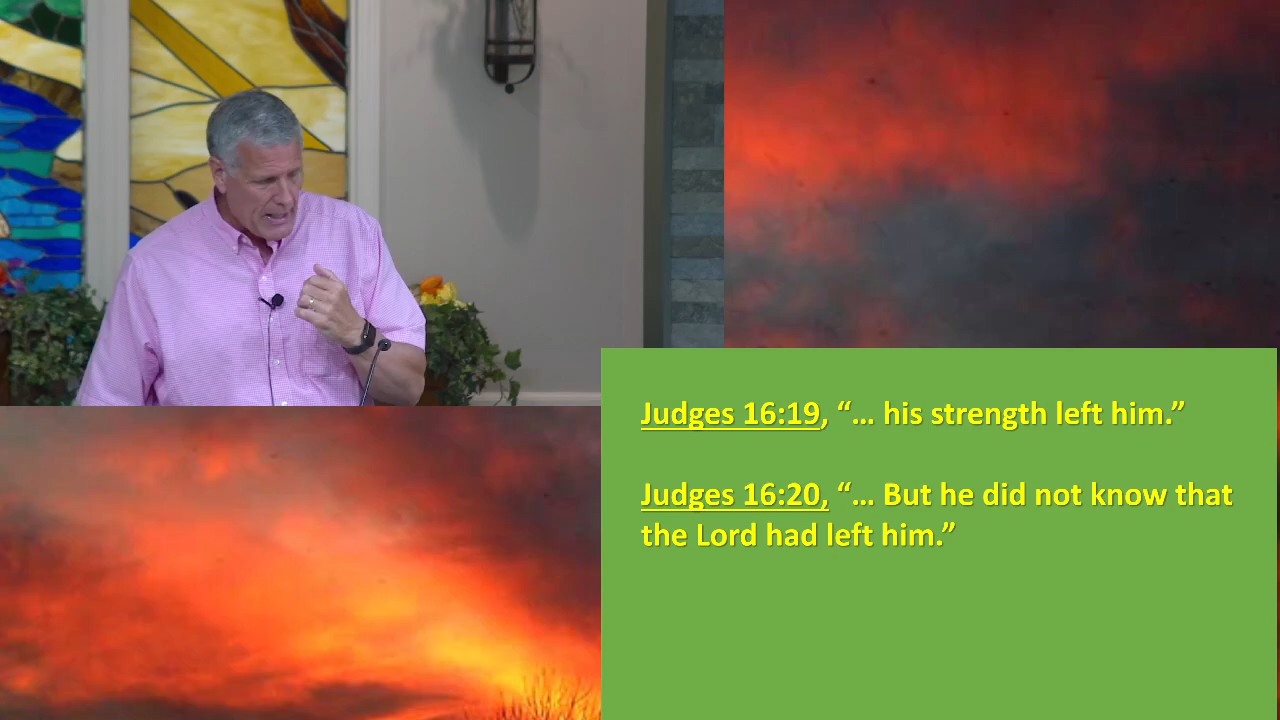 Judges 16:19, “… his strength left him.”
Judges 16:20, “… But he did not know that
the Lord had left him.”